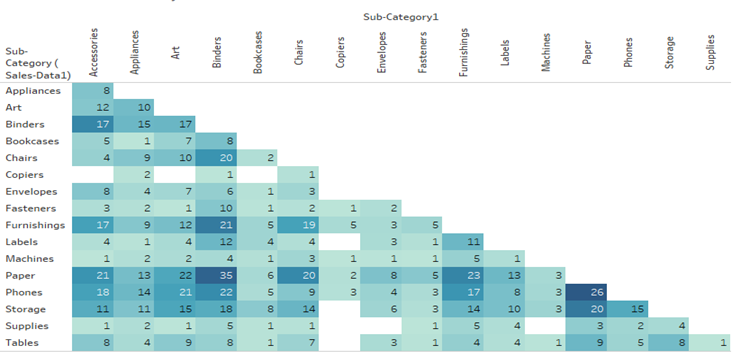 Sub-Category1
Sub-
Category (
Sales-Data1)
Accessories Appliances Art Binders Bookcases Chairs Copiers Envelopes Fasteners Furnishings Labels Machines Paper Phones Storage Supplies
Appliances 8
Art 12 10
Binders 17 15 17
Bookcases 5 1 7 8
Chairs 4 9 10 20 2
Copiers 2 1 1
Envelopes 8 4 7 6 1 3
Fasteners 3 2 1 10 1 2 1 2
Furnishings 17 9 12 21 5 19 5 3 5
Labels 4 1 4 12 4 4 3 1 11
Machines 1 2 2 4 1 3 1 1 1 5 1
Paper 21 13 22 35 6 20 2 8 5 23 13 3
Phones 18 14 21 22 5 9 3 4 3 17 8 3 26
Storage 11 11 15 18 8 14 6 3 14 10 3 20 15
Supplies 1 2 1 5 1 1 1 5 4 3 2 4
Tables 8 4 9 8 1 7 3 1 4 4 1 9 5 8 1